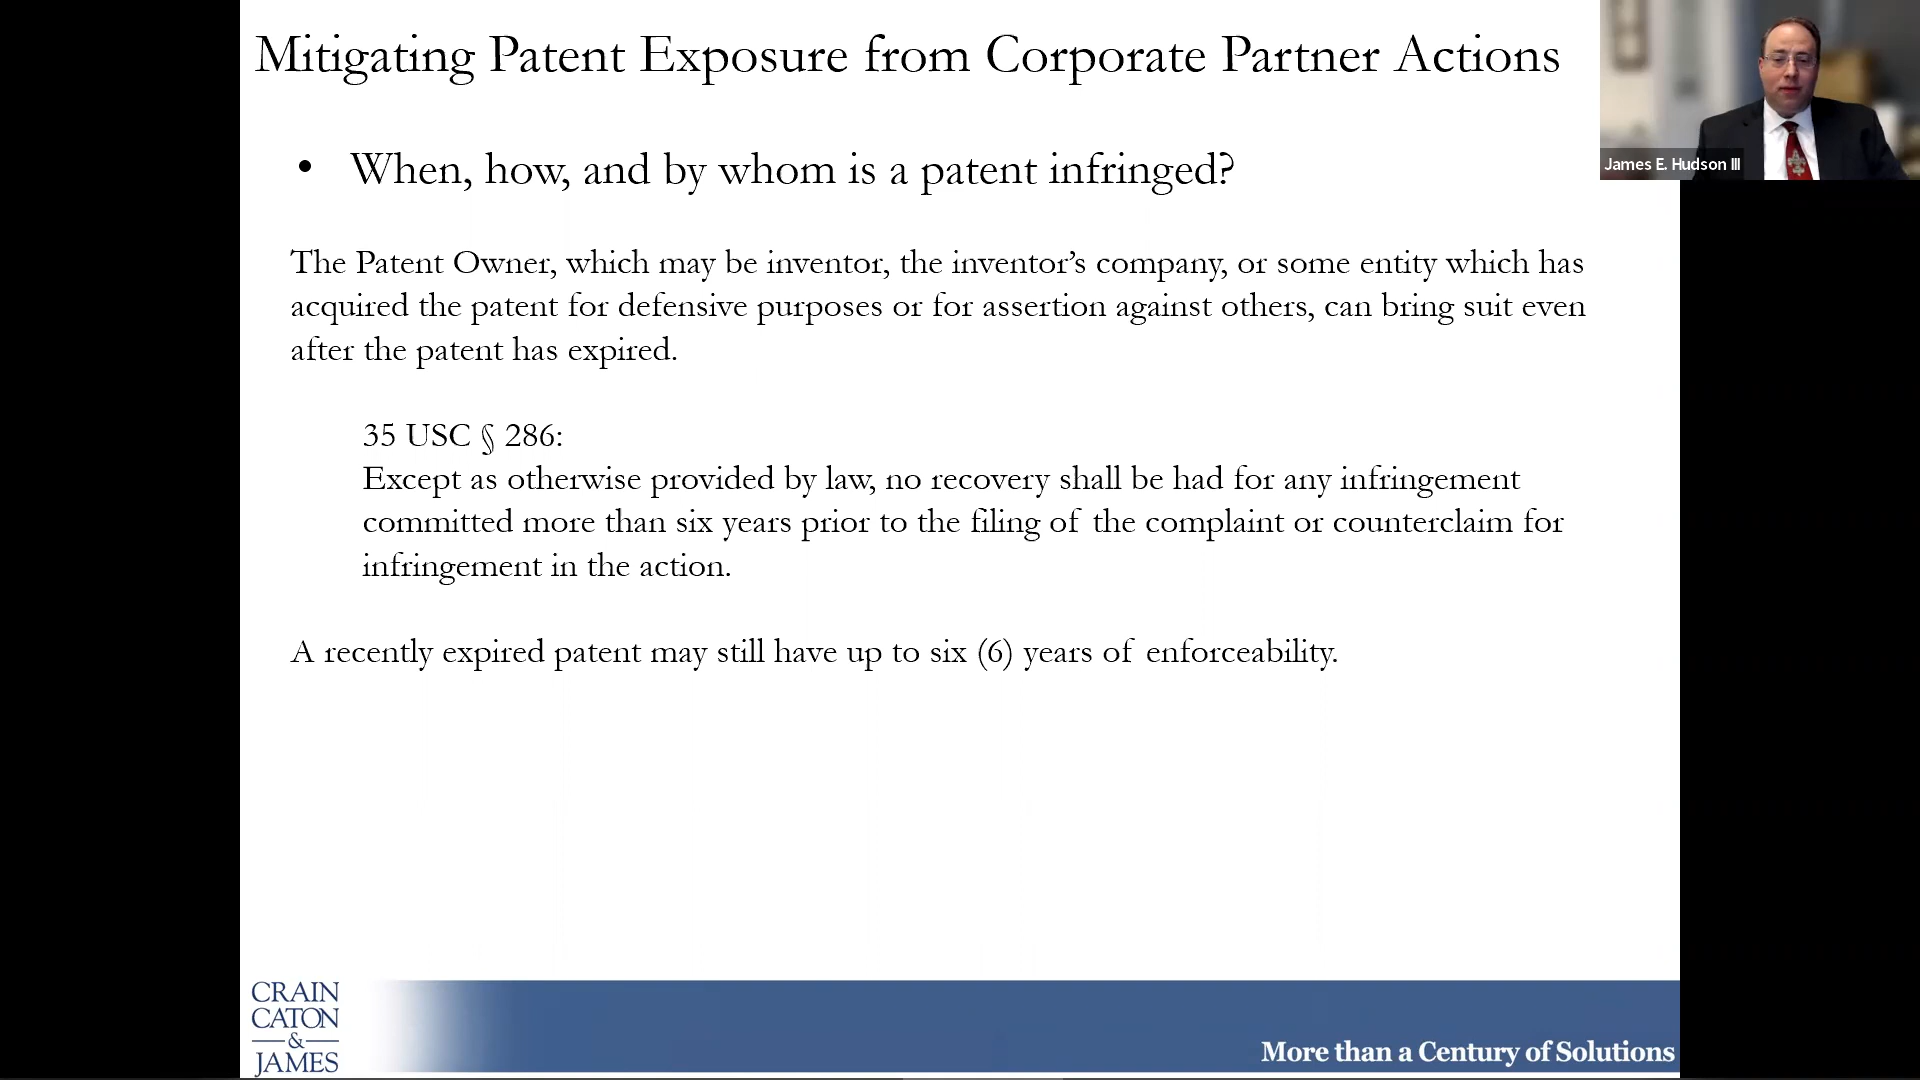 Mitigating Patent Exposure from Corporate Partner Actions
James E. Hudson III
• When, how, and by whom is a patent infringed?
The Patent Owner, which may be inventor, the inventor’s company, or some entity which has
acquired the patent for defensive purposes or for assertion against others, can bring suit even
after the patent has expired.
35 USC § 286:
Except as otherwise provided by law, no recovery shall be had for any infringement
committed more than six years prior to the filing of the complaint or counterclaim for
infringement in the action.
A recently expired patent may still have up to six (6) years of enforceability.
CRAIN
CATON
&
JAMES
More than a Century of Solutions